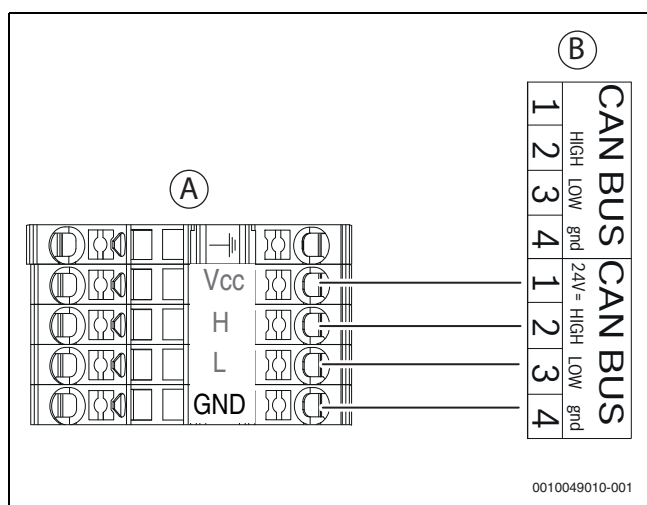 B
A
CAN BUS
1
2 HIGH
3 LOW
4 gnd
CAN BUS
1 24V =
2 HIGH
3 LOW
4 gnd
Vcc
H
L
GND
0010049010-001